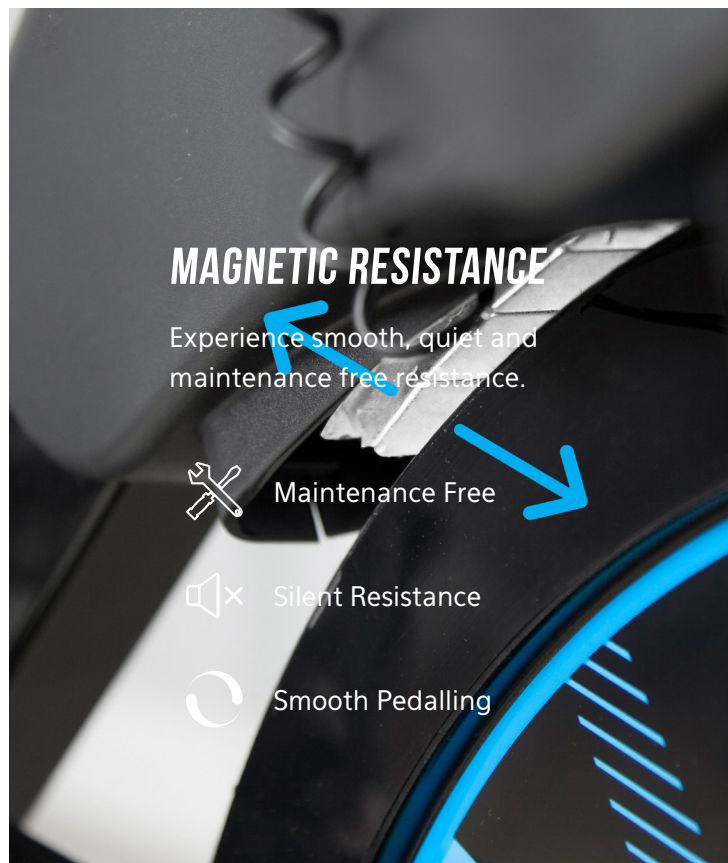 MAGNETIC RESISTANCE
Experience smooth, quiet and
maintenance free resistance.
Maintenance Free
Silent Resistance
Smooth Pedalling